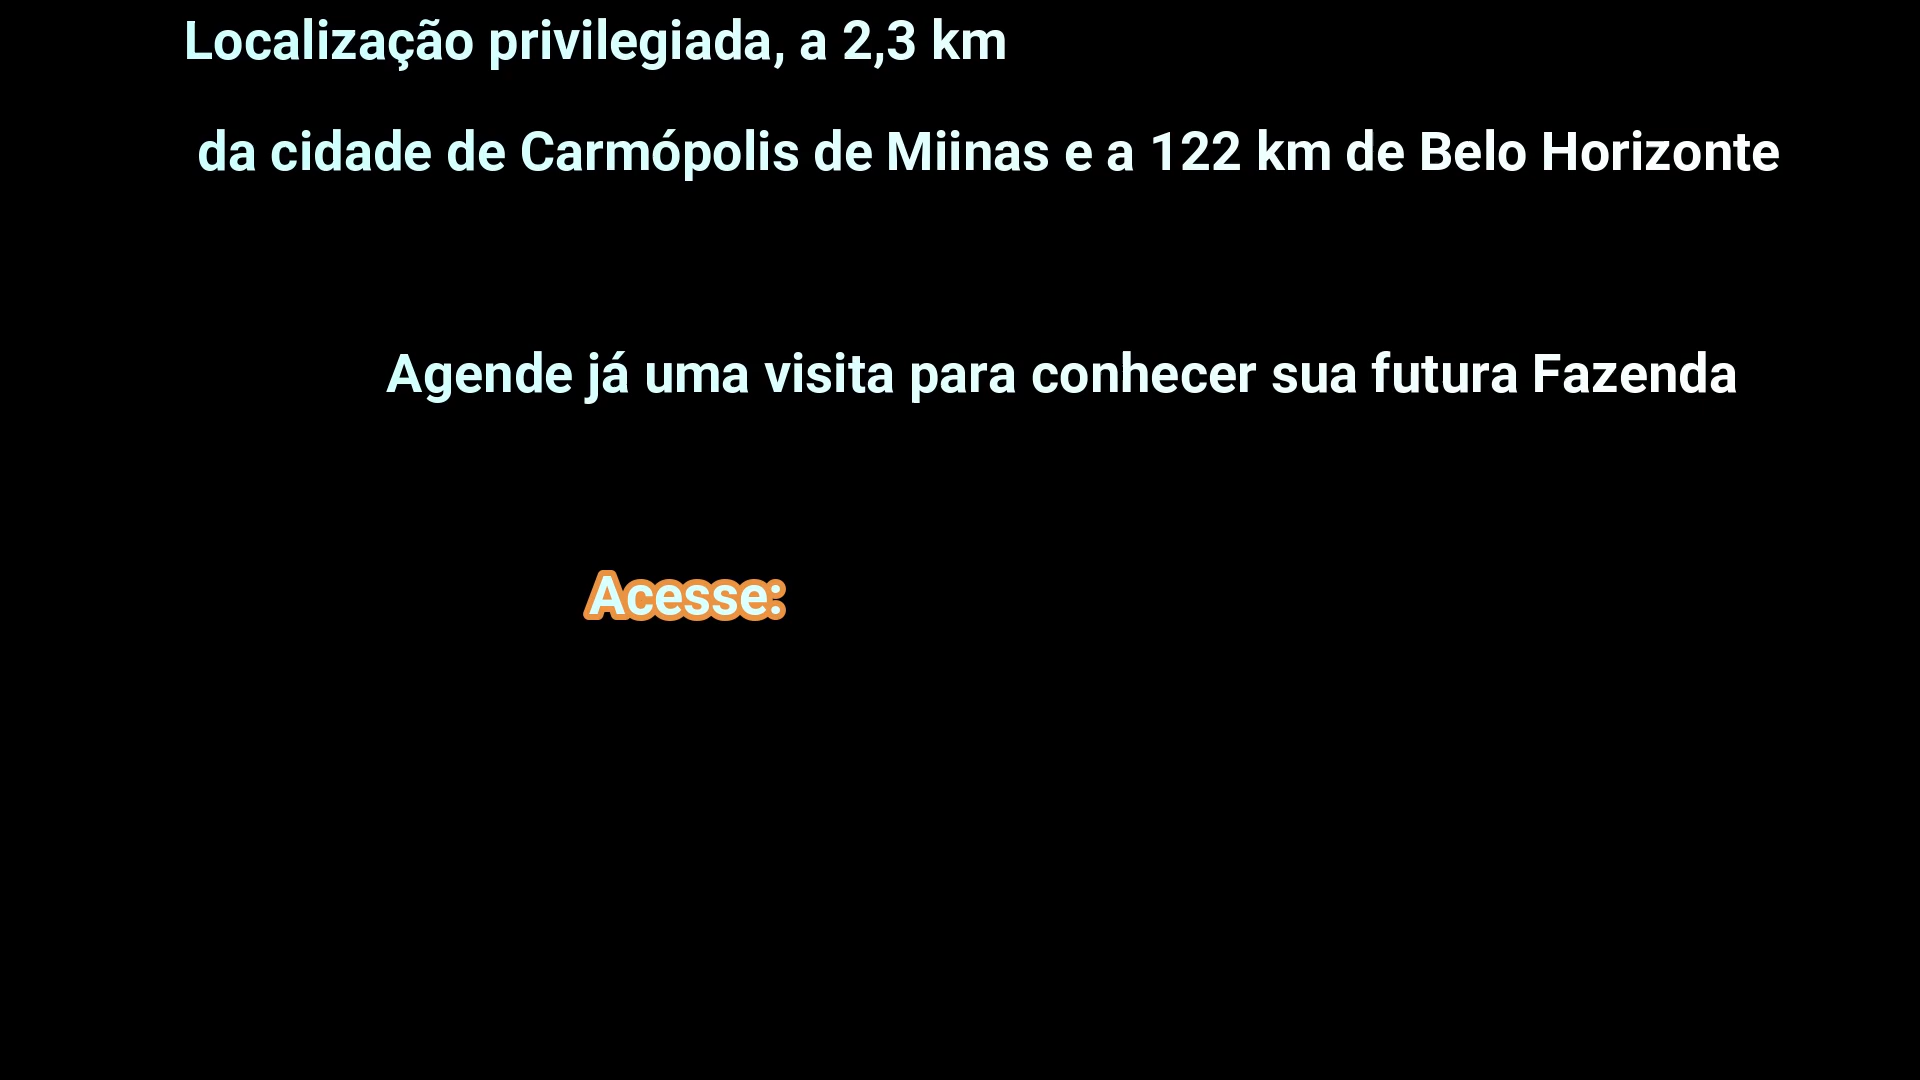 Localização privilegiada, a 2,3 km
da cidade de Carmópolis de Miinas e a 122 km de Belo Horizonte
Agende já uma visita para conhecer sua futura Fazenda
Acesse: